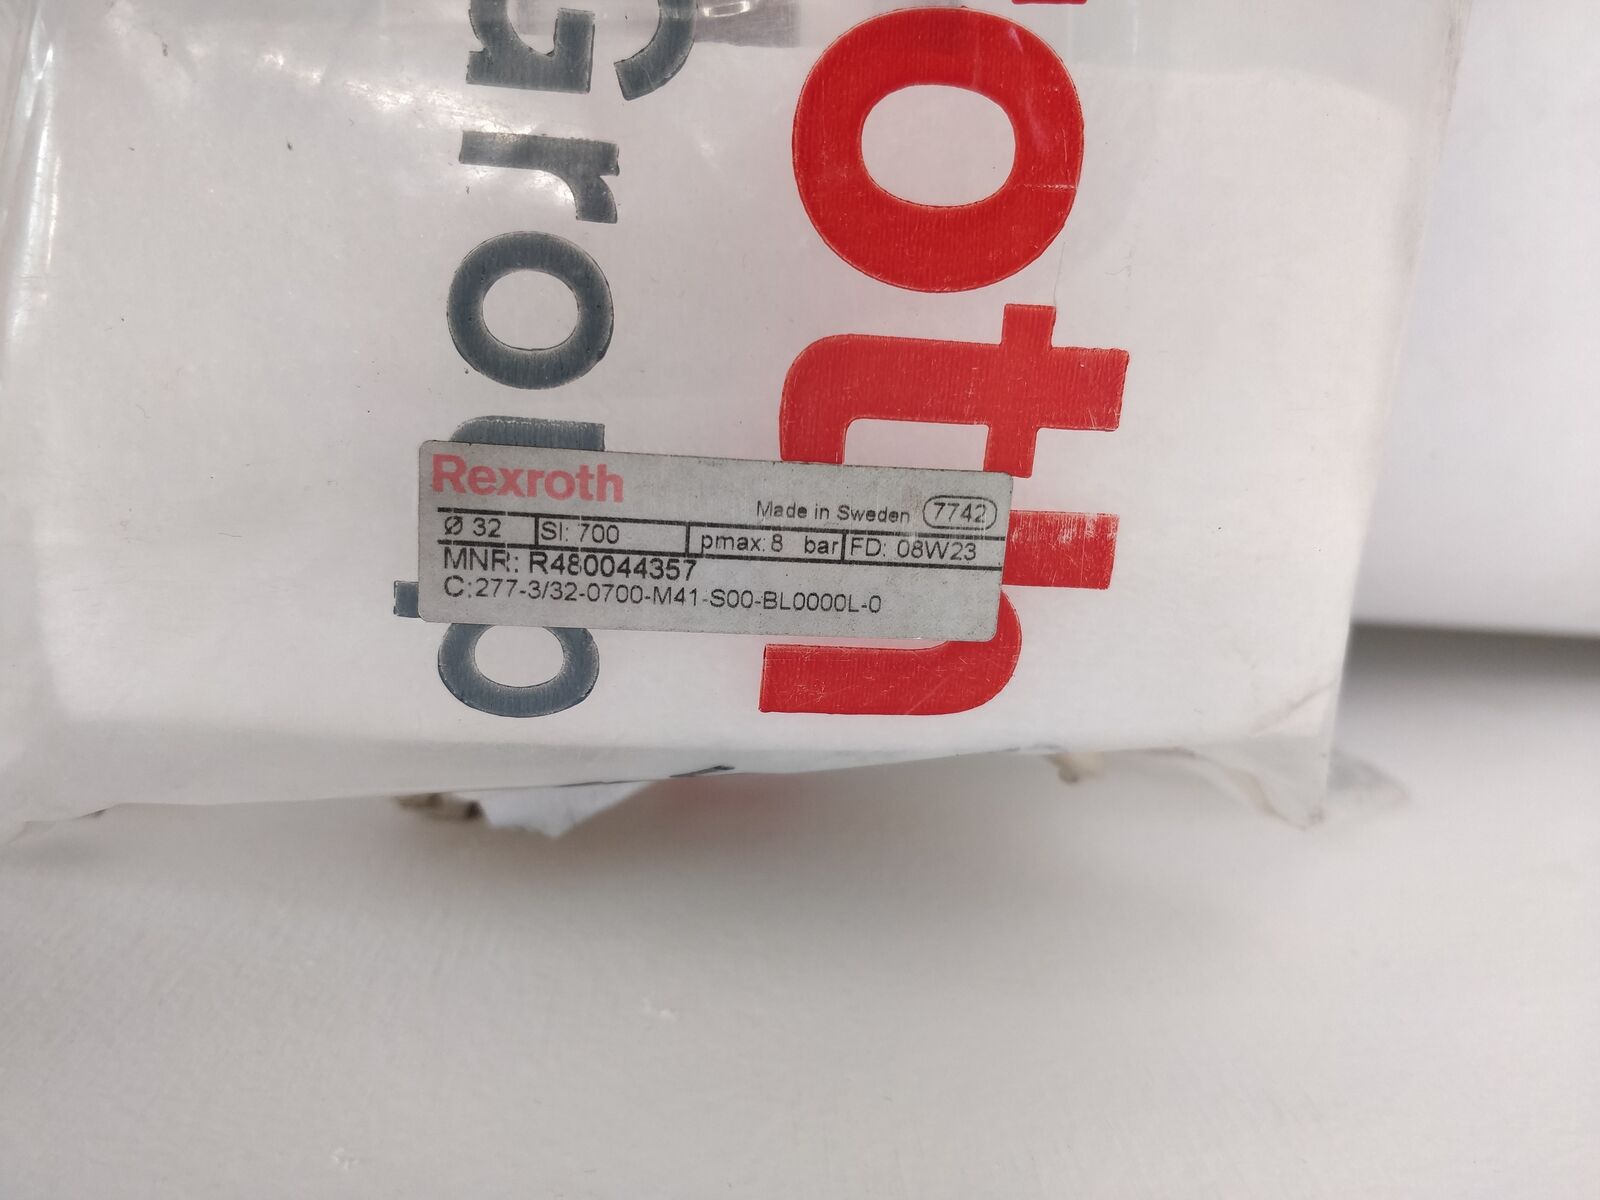 Group
Rexroth
Made in Sweden 7742
Ø 32 SI: 700 pmax: 8 bar FD: 08W23
MNR: R480044357
C:277-3/32-0700-M41-S00-BL0000L-0